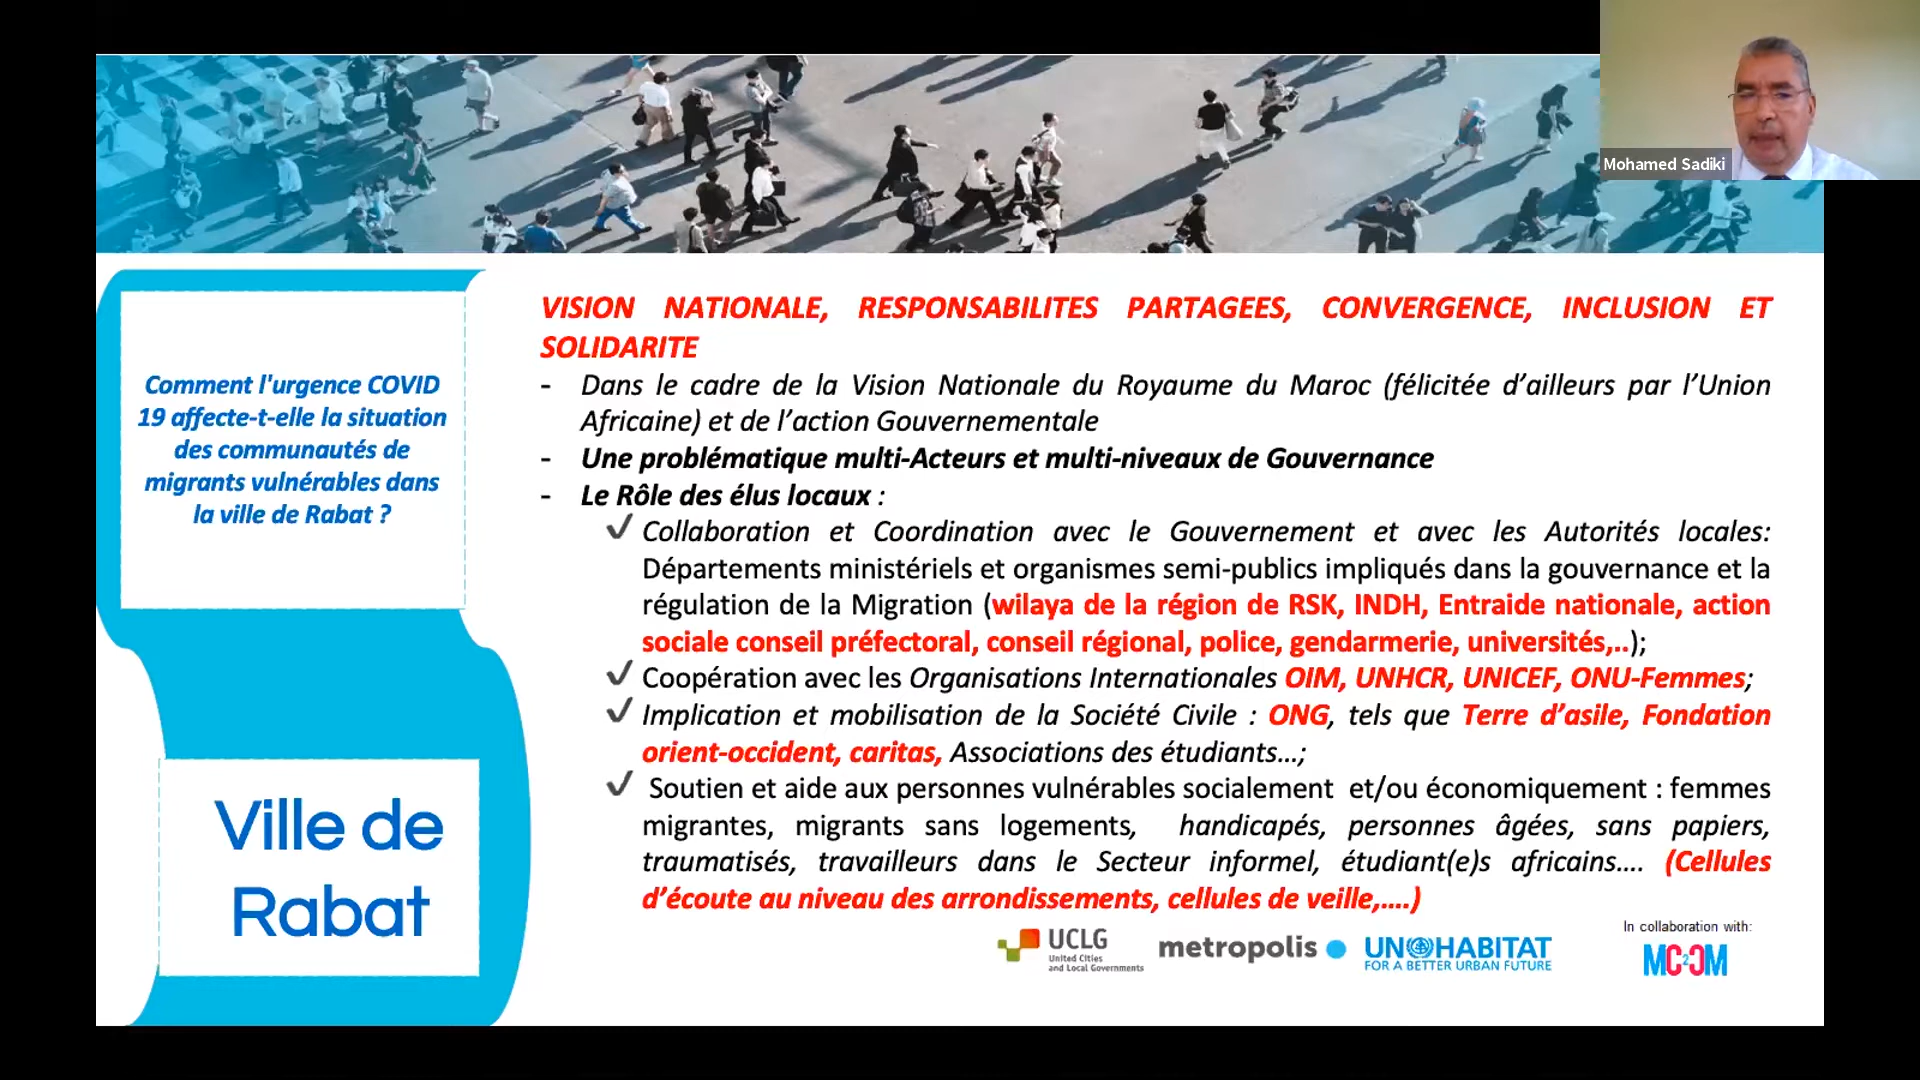 Mohamed Sadiki
Comment l'urgence COVID
19 affecte-t-elle la situation
des communautés de
migrants vulnérables dans
la ville de Rabat ?
Ville de
Rabat
VISION NATIONALE, RESPONSABILITES PARTAGEES, CONVERGENCE, INCLUSION ET
SOLIDARITE
- Dans le cadre de la Vision Nationale du Royaume du Maroc (félicitée d’ailleurs par l’Union
Africaine) et de l’action Gouvernementale
- Une problématique multi-Acteurs et multi-niveaux de Gouvernance
- Le Rôle des élus locaux :
✓ Collaboration et Coordination avec le Gouvernement et avec les Autorités locales:
Départements ministériels et organismes semi-publics impliqués dans la gouvernance et la
régulation de la Migration (wilaya de la région de RSK, INDH, Entraide nationale, action
sociale conseil préfectoral, conseil régional, police, gendarmerie, universités,..);
✓ Coopération avec les Organisations Internationales OIM, UNHCR, UNICEF, ONU-Femmes;
✓ Implication et mobilisation de la Société Civile : ONG, tels que Terre d’asile, Fondation
orient-occident, caritas, Associations des étudiants…;
✓ Soutien et aide aux personnes vulnérables socialement et/ou économiquement : femmes
migrantes, migrants sans logements, handicapés, personnes âgées, sans papiers,
traumatisés, travailleurs dans le Secteur informel, étudiant(e)s africains…. (Cellules
d’écoute au niveau des arrondissements, cellules de veille,….)
UCLG
United Cities
and Local Governments
metropolis
UN HABITAT
FOR A BETTER URBAN FUTURE
In collaboration with:
MC2CM